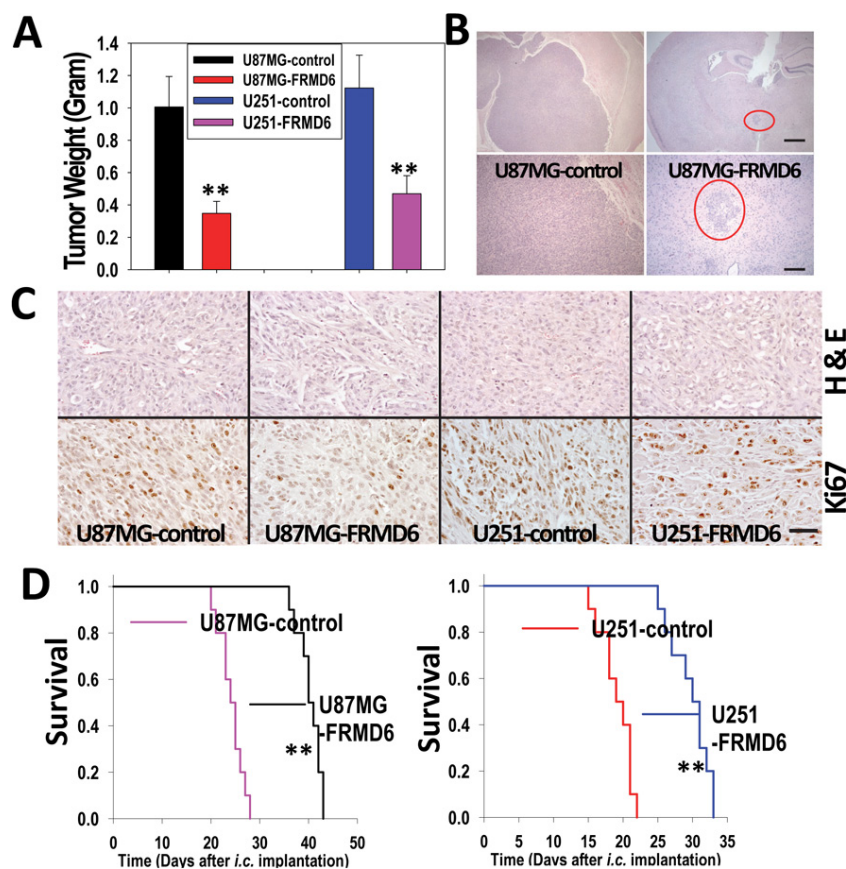 A
Tumor Weight (Gram)
1.4
1.2
1.0
0.8
0.6
0.4
0.2
0.0
U87MG-control
U87MG-FRMD6
U251-control
U251-FRMD6
**
**
B
U87MG-control
U87MG-FRMD6
C
H & E
Ki67
U87MG-control
U87MG-FRMD6
U251-control
U251-FRMD6
D
Survival
1.0
0.8
0.6
0.4
0.2
0.0
U87MG-control
U87MG
-FRMD6
**
0 10 20 30 40 50
Time (Days after i.c. implantation)
Survival
1.0
0.8
0.6
0.4
0.2
0.0
U251-control
U251
-FRMD6
**
0 5 10 15 20 25 30 35
Time (Days after i.c. implantation)